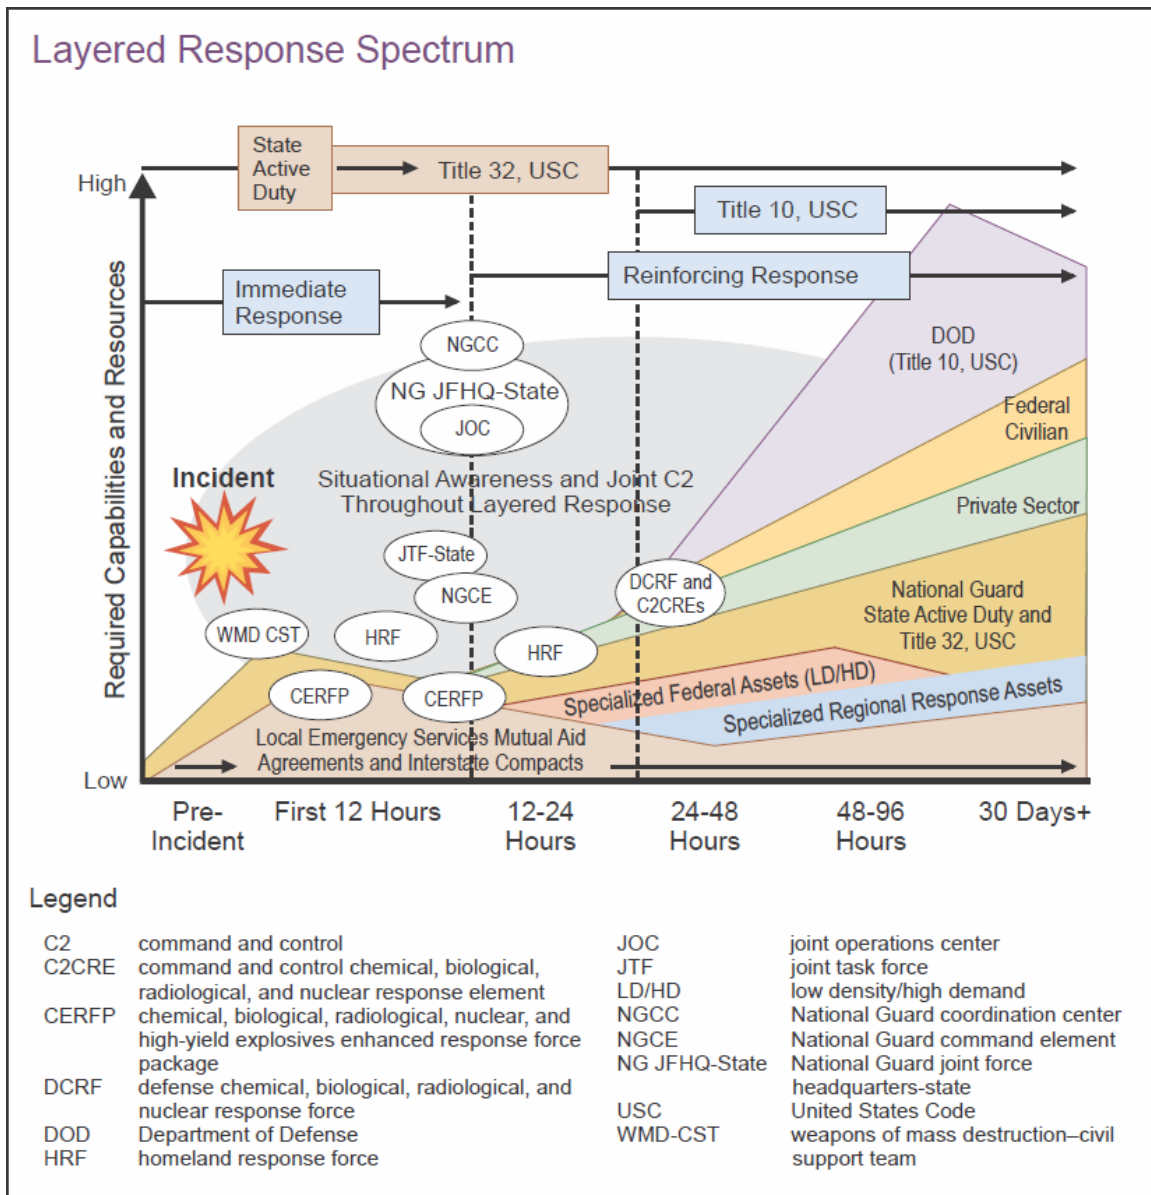 Layered Response Spectrum
State
Active
Duty
Title 32, USC
High
Title 10, USC
Immediate
Response
Reinforcing Response
NGCC
NG JFHQ-State
JOC
DOD
(Title 10, USC)
Federal
Civilian
Required Capabilities and Resources
Incident
Situational Awareness and Joint C2
Throughout Layered Response
Private Sector
JTF-State
NGCE
DCRF and
C2CREs
National Guard
State Active Duty and
Title 32, USC
WMD CST
HRF
HRF
CERFP
CERFP
Specialized Federal Assets (LD/HD)
Specialized Regional Response Assets
Local Emergency Services Mutual Aid
Agreements and Interstate Compacts
Low
Pre-
Incident
First 12 Hours
12-24
Hours
24-48
Hours
48-96
Hours
30 Days+
Legend
C2 command and control
C2CRE command and control chemical, biological,
radiological, and nuclear response element
CERFP chemical, biological, radiological, nuclear, and
high-yield explosives enhanced response force
package
DCRF defense chemical, biological, radiological, and
nuclear response force
DOD Department of Defense
HRF homeland response force
JOC joint operations center
JTF joint task force
LD/HD low density/high demand
NGCC National Guard coordination center
NGCE National Guard command element
NG JFHQ-State National Guard joint force
headquarters-state
USC United States Code
WMD-CST weapons of mass destruction–civil
support team